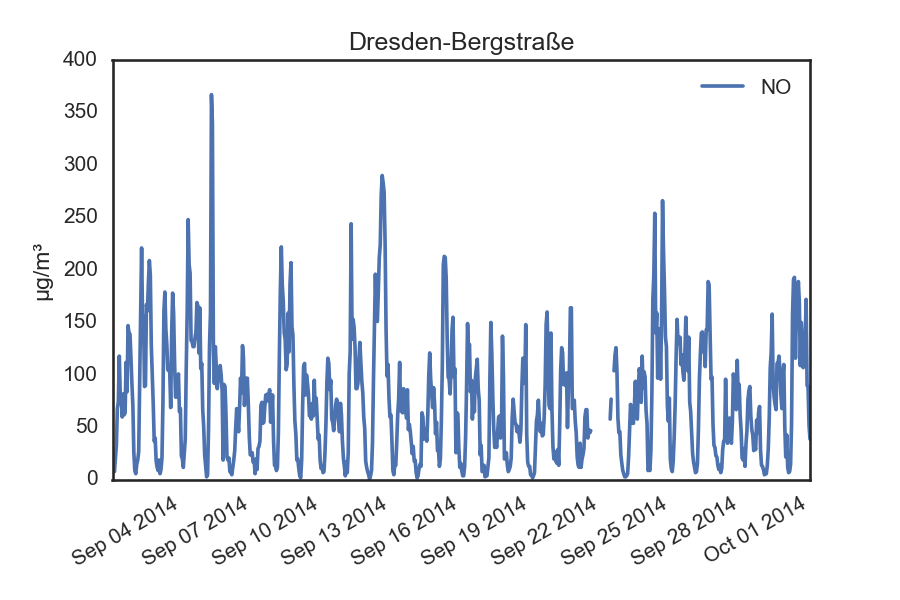 Dresden-Bergstraße
400
350
300
250
200
150
100
50
0
µg/m³
NO
Sep 04 2014
Sep 07 2014
Sep 10 2014
Sep 13 2014
Sep 16 2014
Sep 19 2014
Sep 22 2014
Sep 25 2014
Sep 28 2014
Oct 01 2014